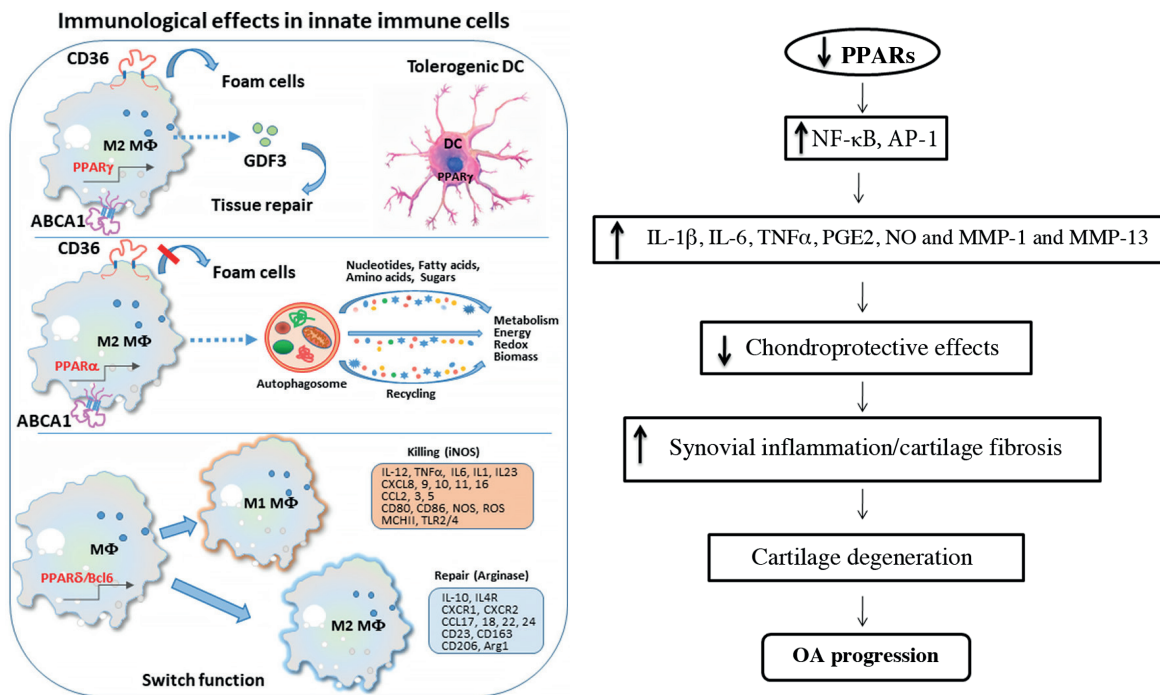 Immunological effects in innate immune cells
CD36
Foam cells
M2 MΦ
PPARγ
GDF3
Tissue repair
ABCA1
Tolerogenic DC
DC
PPARγ
CD36
Foam cells
M2 MΦ
PPARα
ABCA1
Autophagosome
Nucleotides, Fatty acids,
Amino acids, Sugars
Metabolism
Energy
Redox
Biomass
Recycling
MΦ
PPARδ/Bcl6
M1 MΦ
Killing (iNOS)
IL-12, TNFα, IL6, IL1, IL23
CXCL8, 9, 10, 11, 16
CCL2, 3, 5
CD80, CD86, NOS, ROS
MCHII, TLR2/4
M2 MΦ
Repair (Arginase)
IL-10, IL4R
CXCR1, CXCR2
CCL17, 18, 22, 24
CD23, CD163
CD206, Arg1
Switch function
↓ PPARs
↑ NF-κB, AP-1
↑ IL-1β, IL-6, TNFα, PGE2, NO and MMP-1 and MMP-13
↓ Chondroprotective effects
↑ Synovial inflammation/cartilage fibrosis
Cartilage degeneration
OA progression